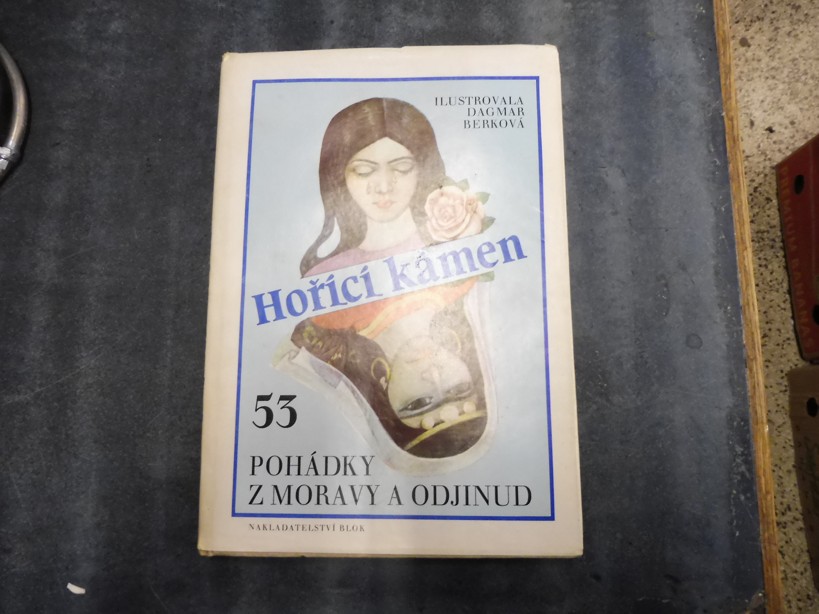 ILUSTROVALA
DAGMAR
BERKOVÁ
Hořící kámen
53
POHÁDKY
Z MORAVY A ODJINUD
NAKLADATELSTVÍ BLOK